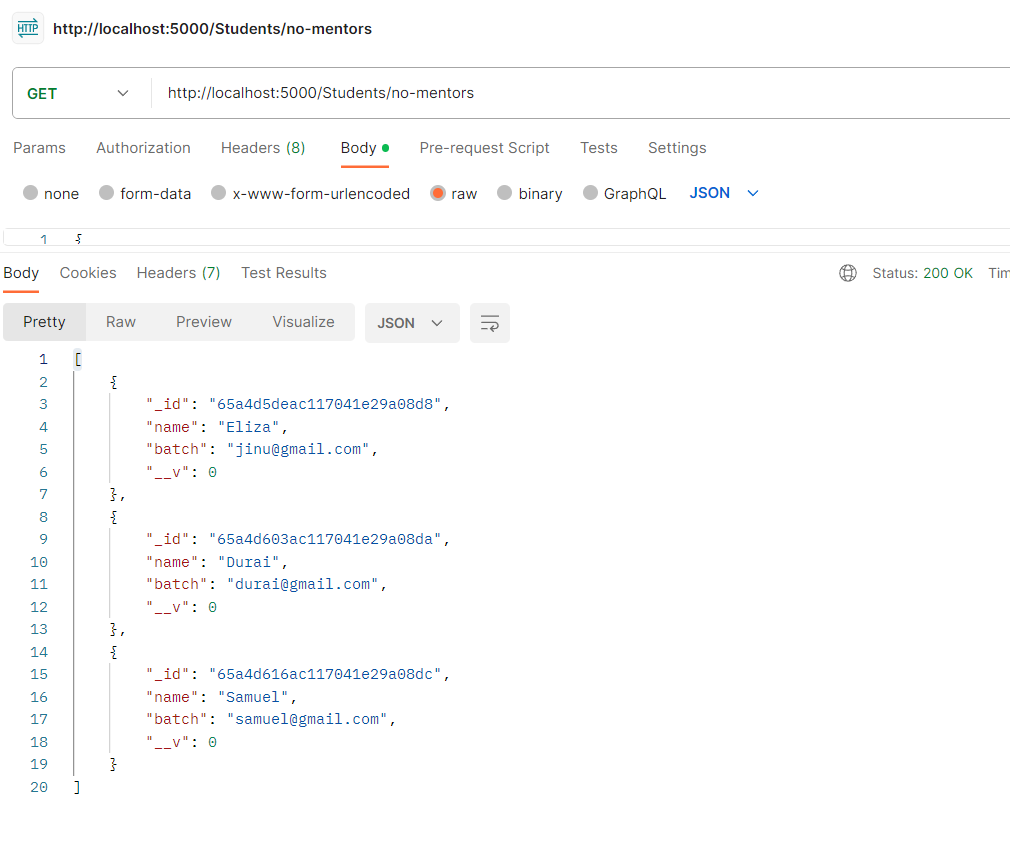 HTTP http://localhost:5000/Students/no-mentors
GET http://localhost:5000/Students/no-mentors
Params Authorization Headers (8) Body Pre-request Script Tests Settings
none form-data x-www-form-urlencoded raw binary GraphQL JSON
1 {
Body Cookies Headers (7) Test Results Status: 200 OK
Pretty Raw Preview Visualize JSON
1 [
2 {
3 "_id": "65a4d5deac117041e29a08d8",
4 "name": "Eliza",
5 "batch": "jinu@gmail.com",
6 "__v": 0
7 },
8 {
9 "_id": "65a4d603ac117041e29a08da",
10 "name": "Durai",
11 "batch": "durai@gmail.com",
12 "__v": 0
13 },
14 {
15 "_id": "65a4d616ac117041e29a08dc",
16 "name": "Samuel",
17 "batch": "samuel@gmail.com",
18 "__v": 0
19 }
20 ]